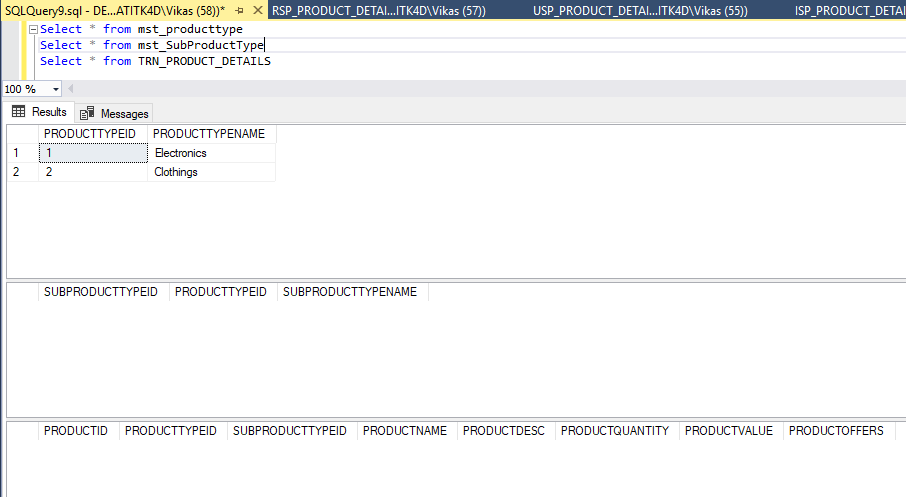 SQLQuery9.sql - DE...ATITK4D\Vikas (58))* RSP_PRODUCT_DETAI...ITK4D\Vikas (57)) USP_PRODUCT_DETAI...ITK4D\Vikas (55)) ISP_PRODUCT_DETAI
Select * from mst_producttype
Select * from mst_SubProductType
Select * from TRN_PRODUCT_DETAILS
100 %
Results Messages
PRODUCTTYPEID PRODUCTTYPENAME
1 1 Electronics
2 2 Clothings
SUBPRODUCTTYPEID PRODUCTTYPEID SUBPRODUCTTYPENAME
PRODUCTID PRODUCTTYPEID SUBPRODUCTTYPEID PRODUCTNAME PRODUCTDESC PRODUCTQUANTITY PRODUCTVALUE PRODUCTOFFERS